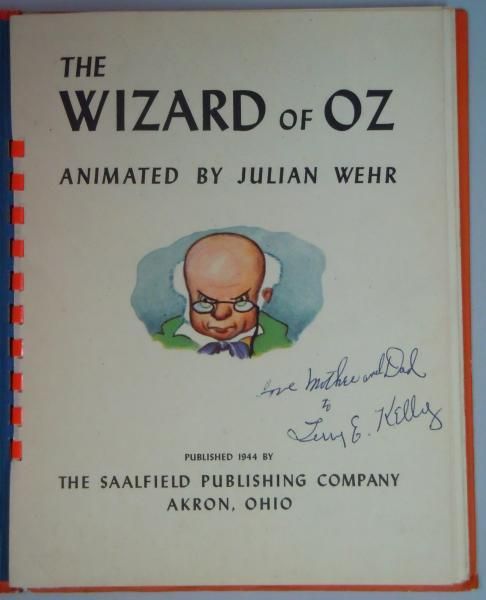 THE
WIZARD OF OZ
ANIMATED BY JULIAN WEHR
Love Mother and Dad
to
Terry E. Kelly
PUBLISHED 1944 BY
THE SAALFIELD PUBLISHING COMPANY
AKRON, OHIO